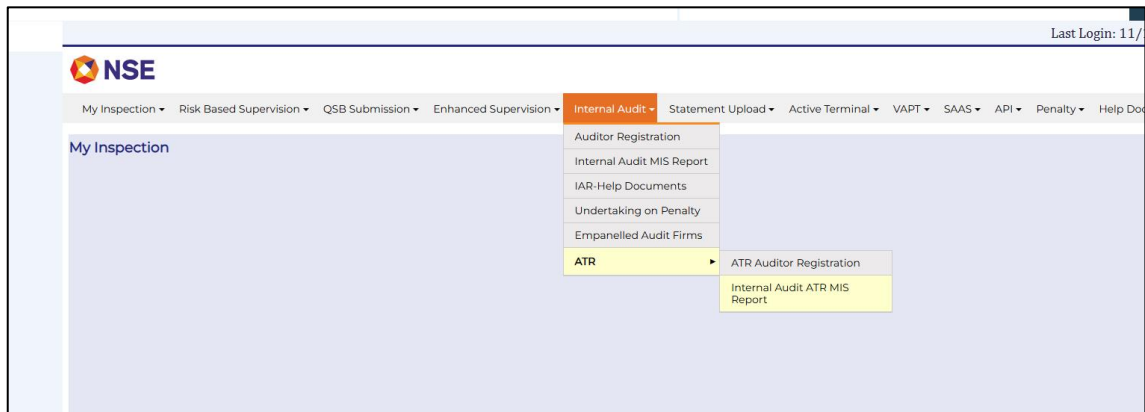 Last Login: 11/
NSE
My Inspection Risk Based Supervision QSB Submission Enhanced Supervision Internal Audit Statement Upload Active Terminal VAPT SAAS API Penalty Help Doc
My Inspection
Auditor Registration
Internal Audit MIS Report
IAR-Help Documents
Undertaking on Penalty
Empanelled Audit Firms
ATR
ATR Auditor Registration
Internal Audit ATR MIS
Report